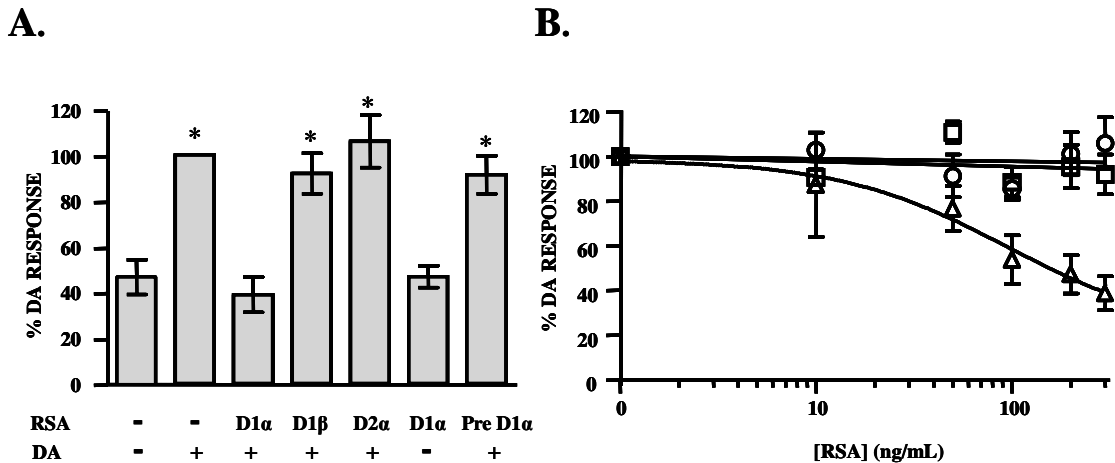 A.
B.
120
100
80
60
40
20
0
% DA RESPONSE
*
*
*
*
RSA - - D1α D1β D2α D1α Pre D1α
DA - + + + + - +
120
100
80
60
40
20
0
% DA RESPONSE
0 10 100
[RSA] (ng/mL)